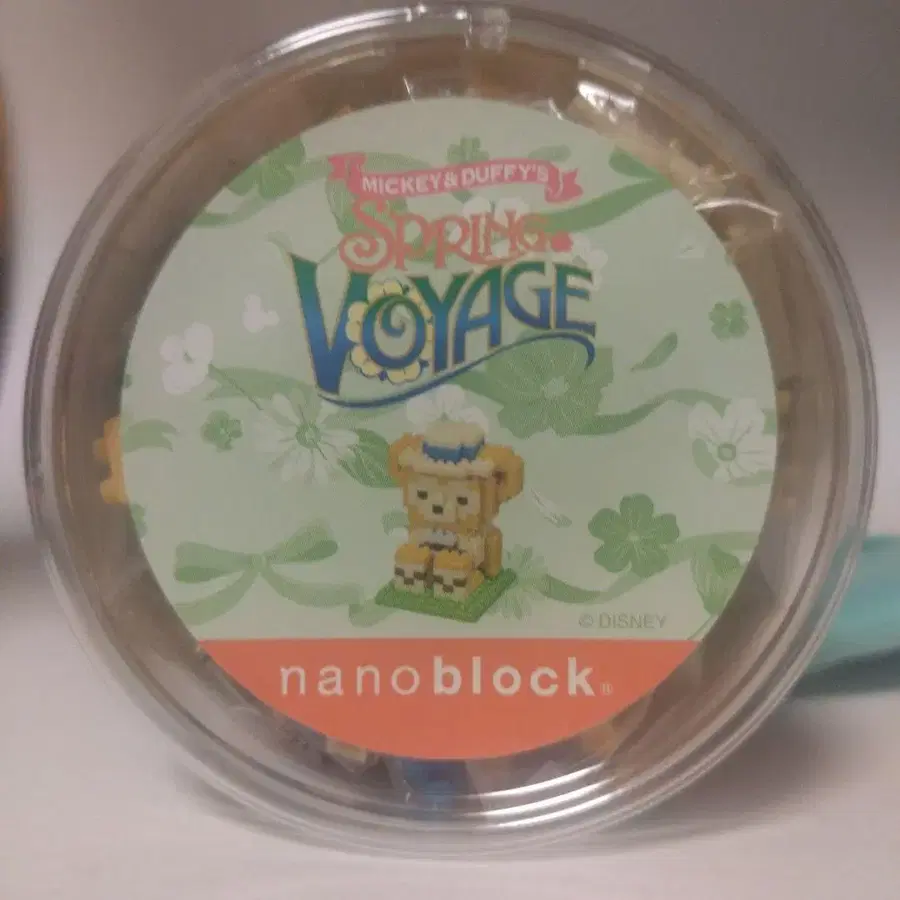 MICKEY & DUFFY'S
SPRING
VOYAGE
© DISNEY
nanoblock®